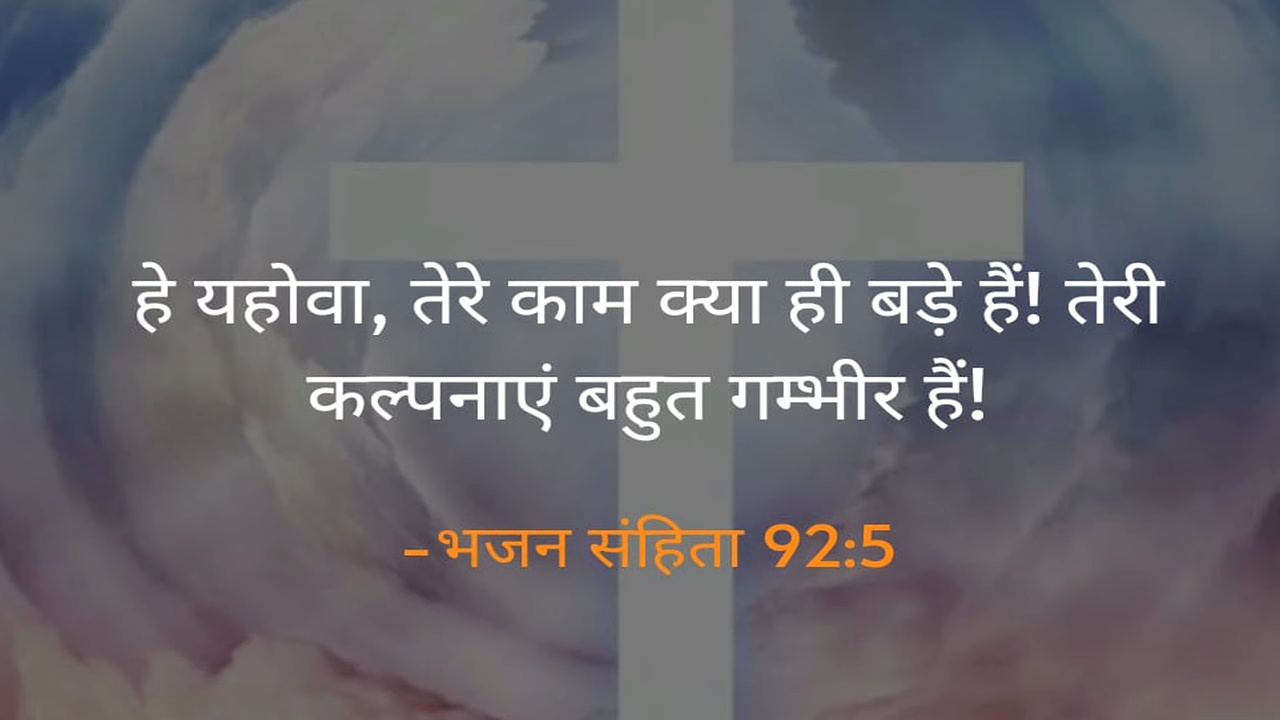 हे यहोवा, तेरे काम क्या ही बड़े हैं! तेरी
कल्पनाएं बहुत गम्भीर हैं!
–भजन संहिता 92:5